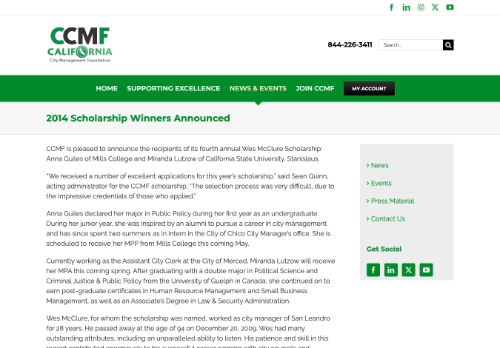 CCMF
CALIFORNIA
City Management Foundation
844-226-3411
Search...
HOME SUPPORTING EXCELLENCE NEWS & EVENTS JOIN CCMF MY ACCOUNT
2014 Scholarship Winners Announced
CCMF is pleased to announce the recipients of its fourth annual Wes McClure Scholarship:
Anna Guiles of Mills College and Miranda Lutzow of California State University, Stanislaus.
“We received a number of excellent applications for this year’s scholarship,” said Sean Quinn,
acting administrator for the CCMF scholarship. “The selection process was very difficult, due to
the impressive credentials of those who applied.”
Anna Guiles declared her major in Public Policy during her first year as an undergraduate.
During her junior year, she was inspired by an alumni to pursue a career in city management
and has since spent two summers as in intern in the City of Chico City Manager’s office. She is
scheduled to receive her MPP from Mills College this coming May.
Currently working as the Assistant City Clerk at the City of Merced, Miranda Lutzow will receive
her MPA this coming spring. After graduating with a double major in Political Science and
Criminal Justice & Public Policy from the University of Guelph in Canada, she continued on to
earn post-graduate certificates in Human Resource Management and Small Business
Management, as well as an Associate’s Degree in Law & Security Administration.
Wes McClure, for whom the scholarship was named, worked as city manager of San Leandro
for 28 years. He passed away at the age of 94 on December 20, 2009. Wes had many
outstanding attributes, including an unparalleled ability to listen. His patience and skill in this
> News
> Events
> Press Material
> Contact Us
Get Social